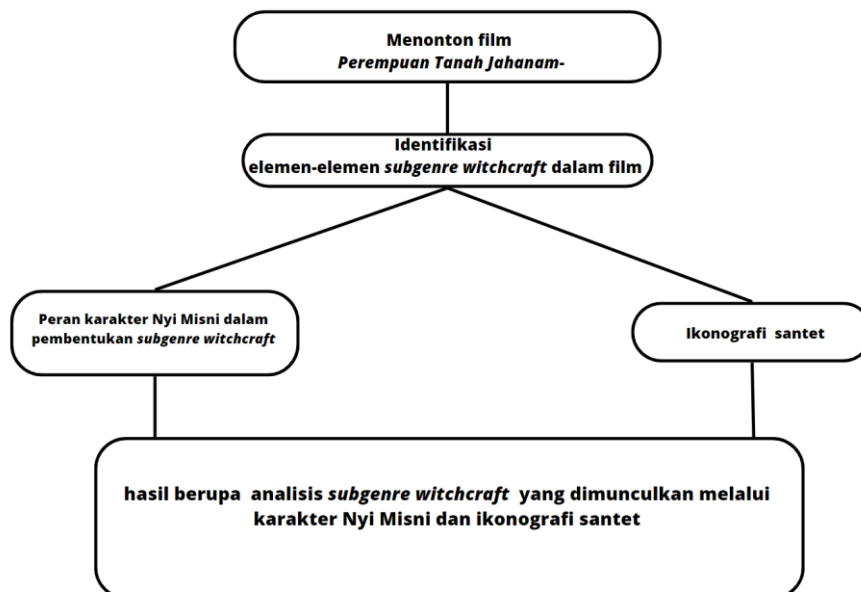 Menonton film
Perempuan Tanah Jahanam-
Identifikasi
elemen-elemen subgenre witchcraft dalam film
Peran karakter Nyi Misni dalam
pembentukan subgenre witchcraft
Ikonografi santet
hasil berupa analisis subgenre witchcraft yang dimunculkan melalui
karakter Nyi Misni dan ikonografi santet